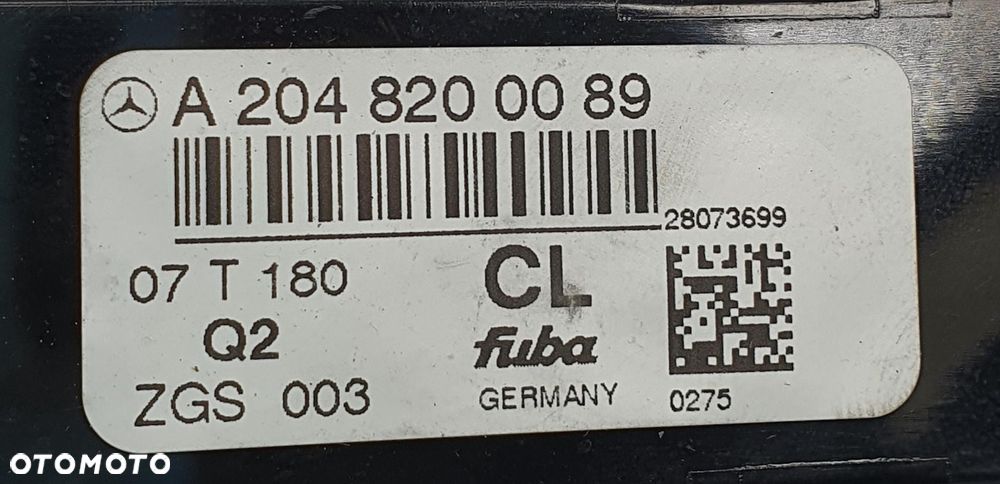 A 204 820 00 89
28073699
07 T 180
CL
Q2
fuba
ZGS 003
GERMANY
0275
OTOMOTO